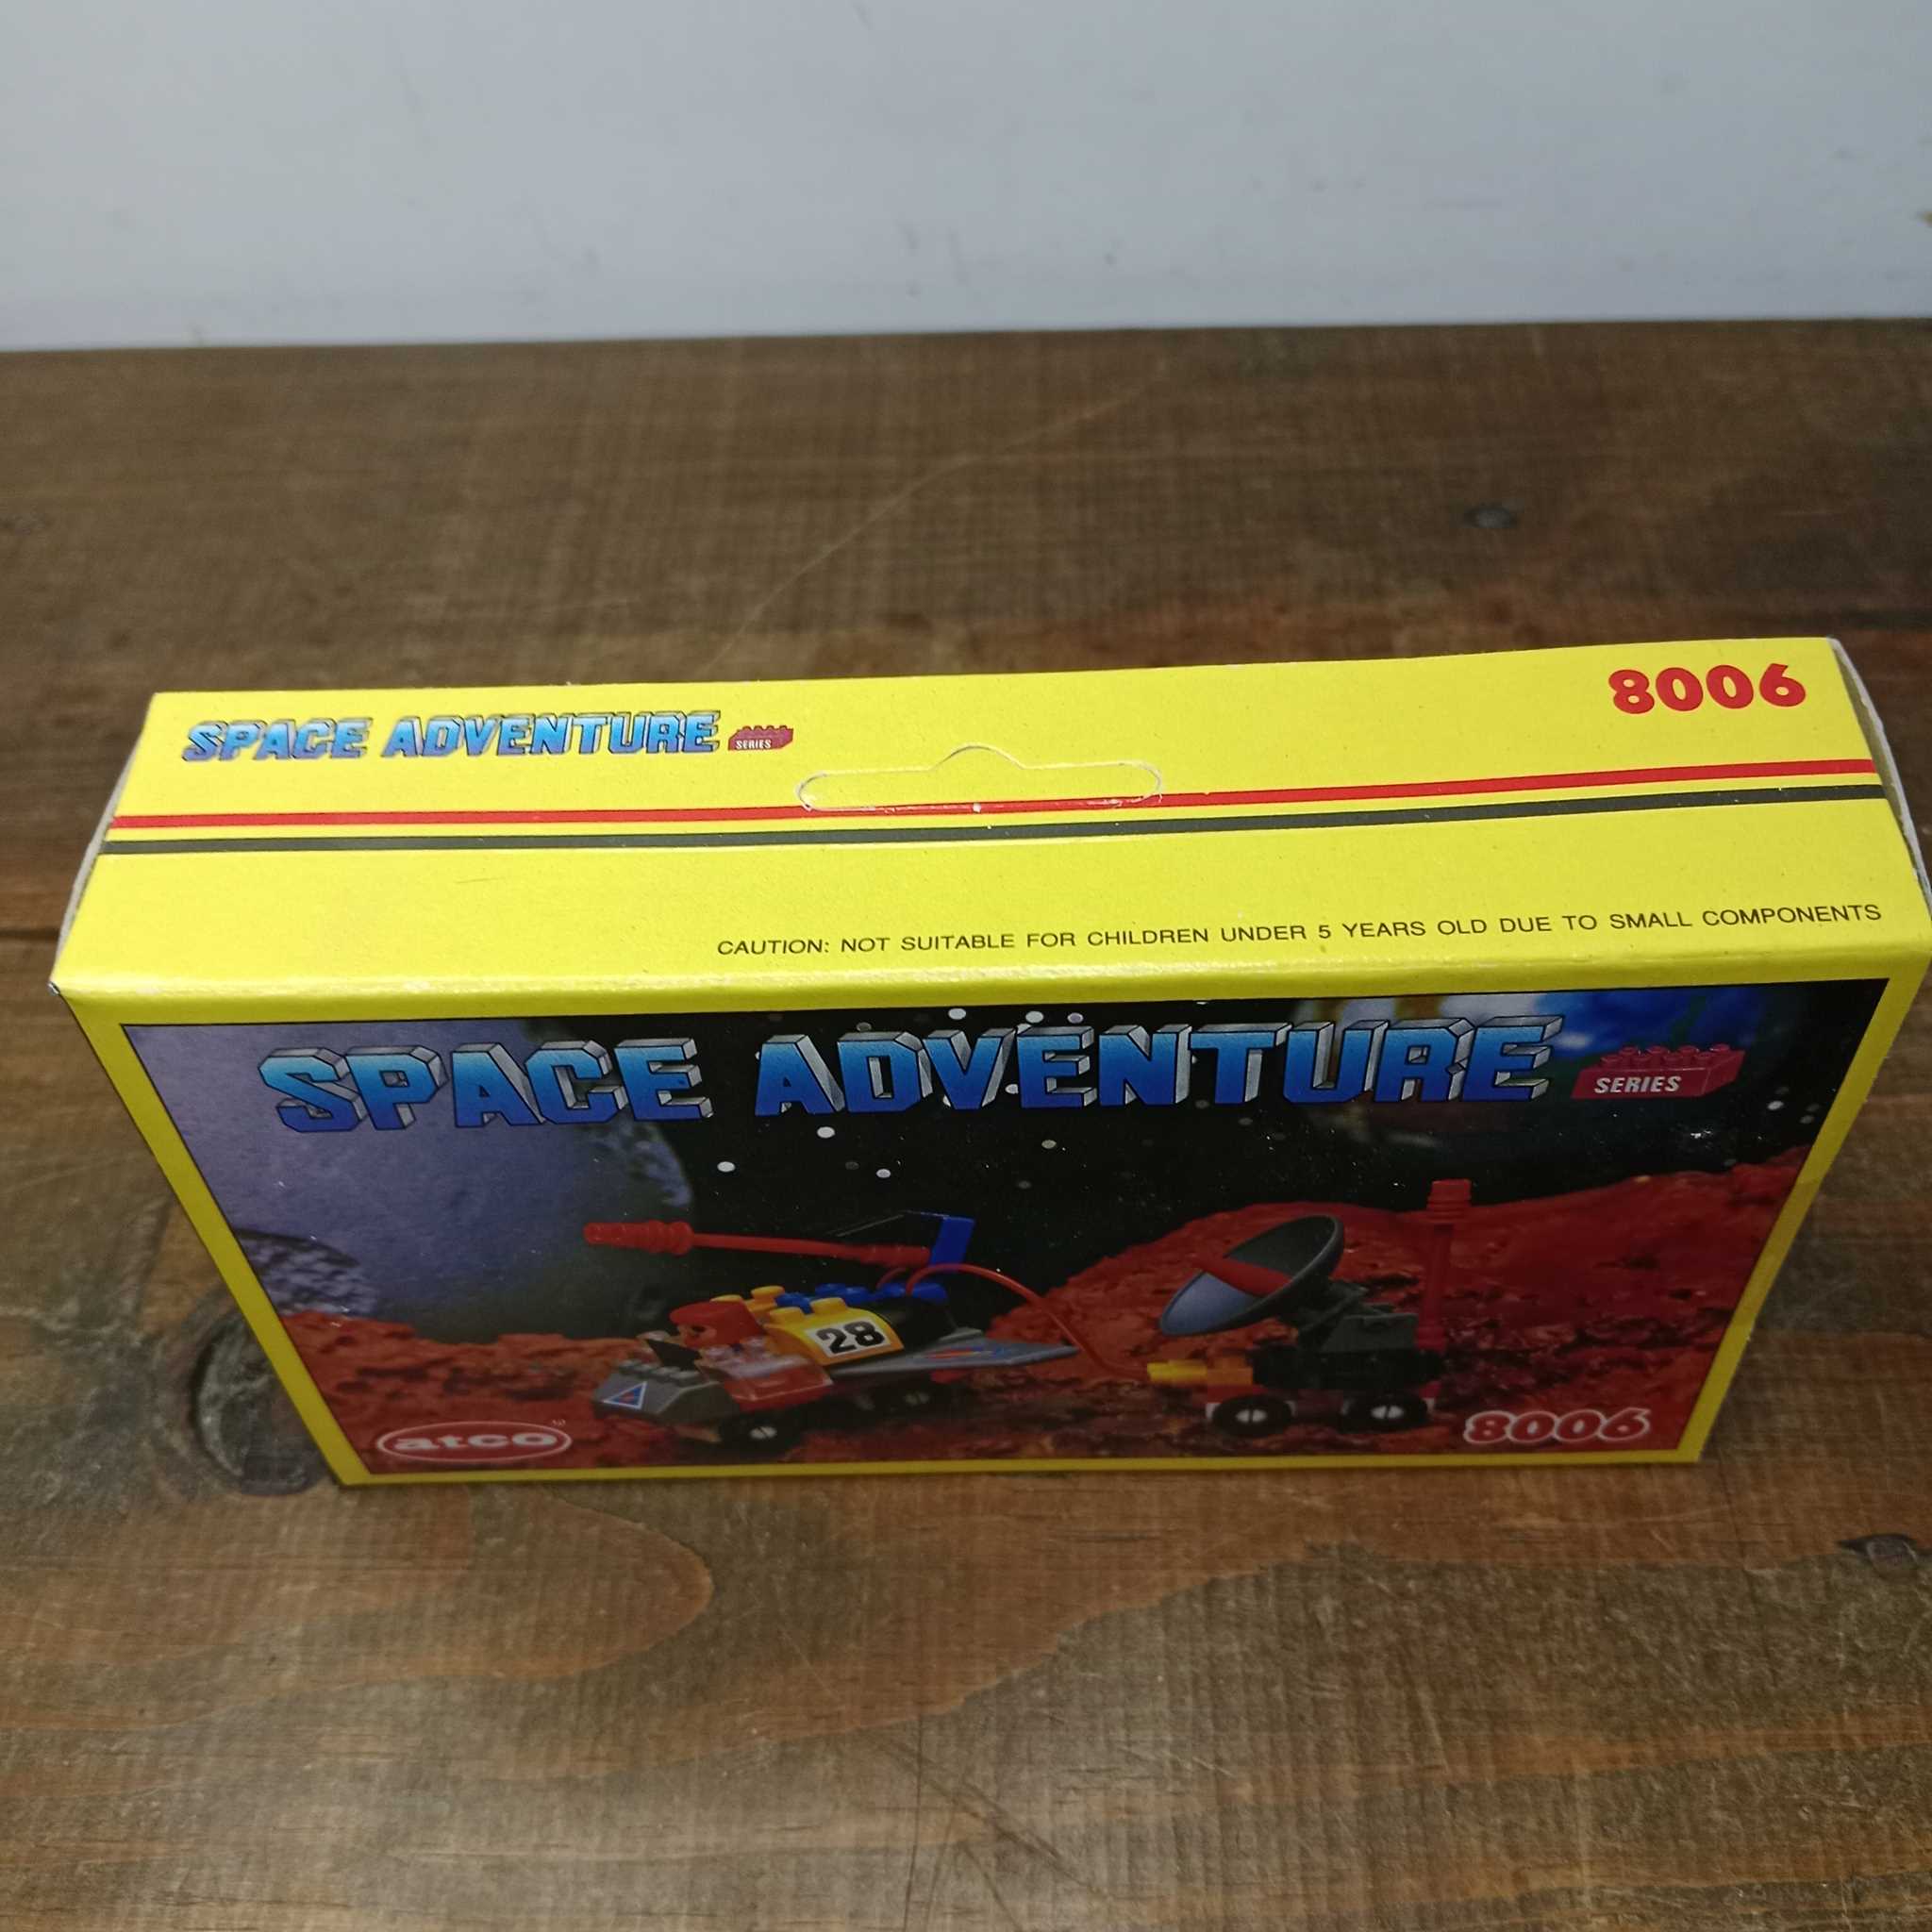 SPACE ADVENTURE SERIES
8006
CAUTION: NOT SUITABLE FOR CHILDREN UNDER 5 YEARS OLD DUE TO SMALL COMPONENTS
SPACE ADVENTURE SERIES
28
atco
8006